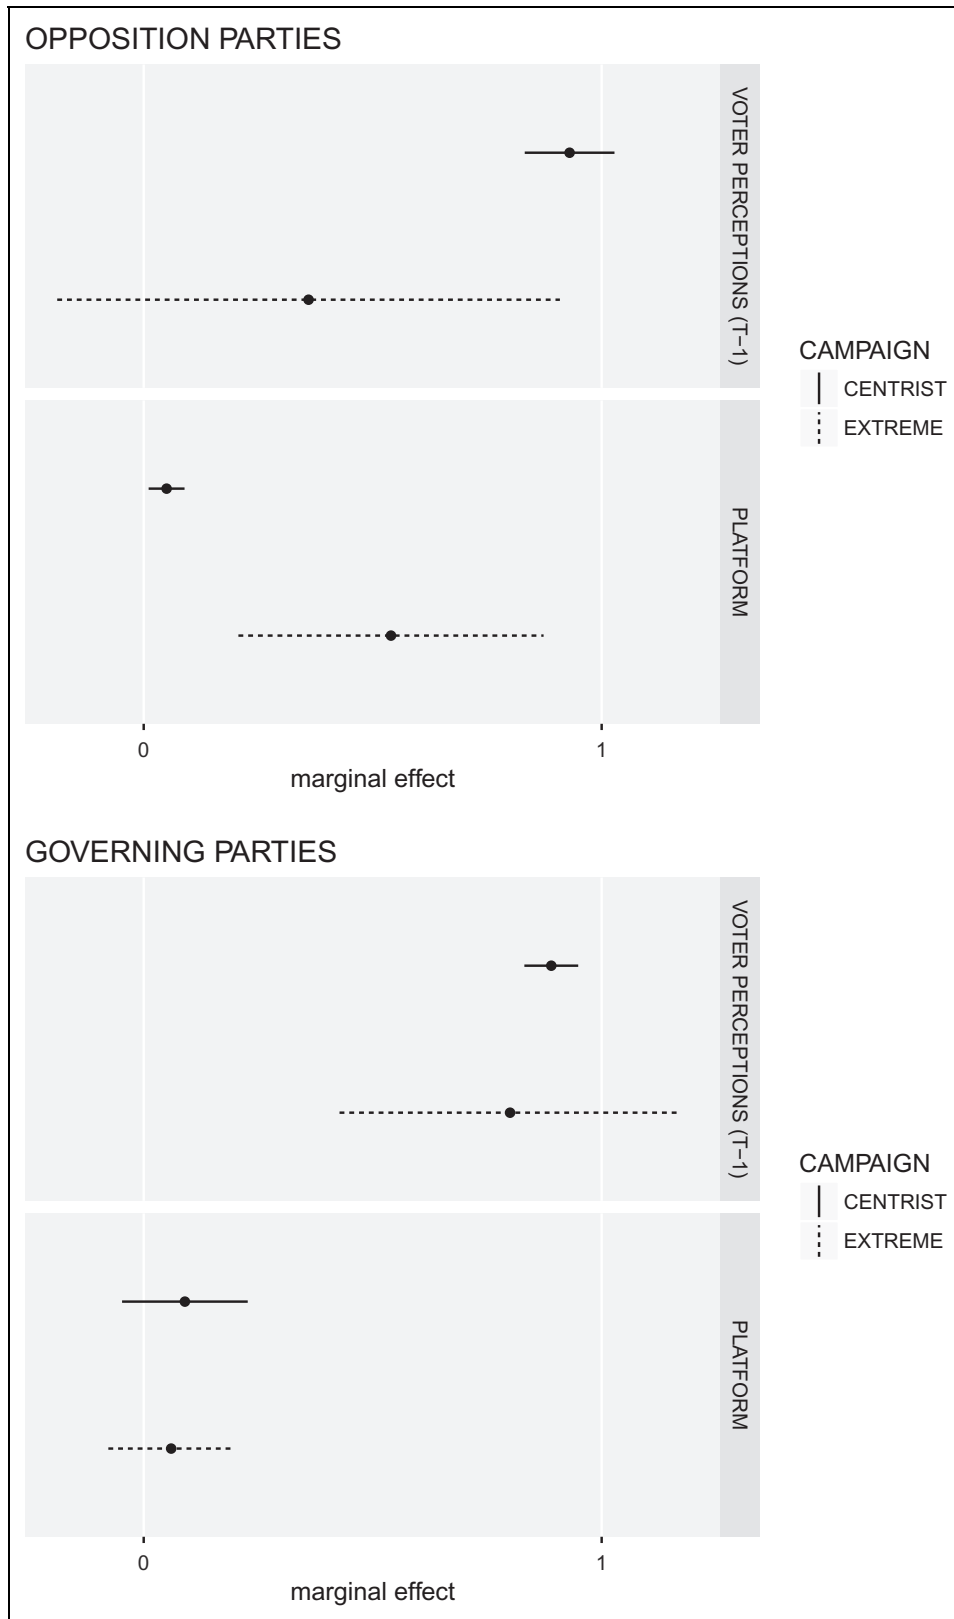 OPPOSITION PARTIES
VOTER PERCEPTIONS (T−1)
PLATFORM
0 1
marginal effect
CAMPAIGN
CENTRIST
EXTREME
GOVERNING PARTIES
VOTER PERCEPTIONS (T−1)
PLATFORM
0 1
marginal effect
CAMPAIGN
CENTRIST
EXTREME